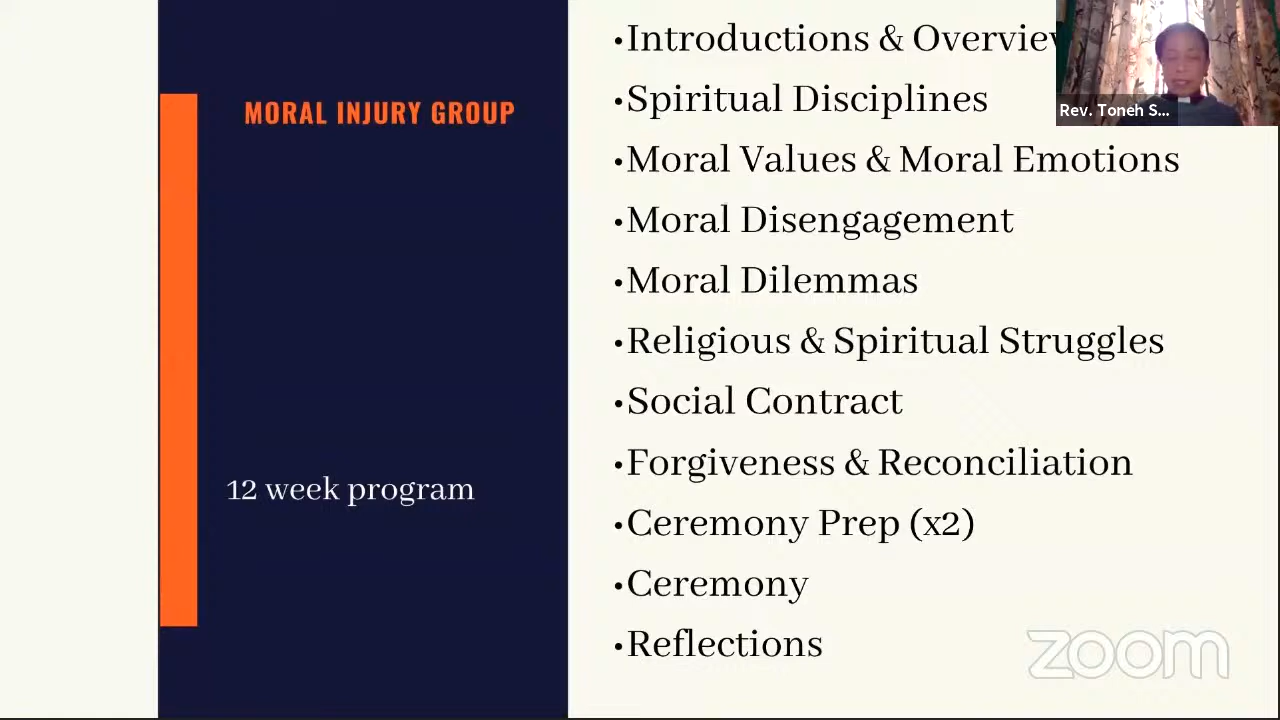 MORAL INJURY GROUP
12 week program
•Introductions & Overview
•Spiritual Disciplines
•Moral Values & Moral Emotions
•Moral Disengagement
•Moral Dilemmas
•Religious & Spiritual Struggles
•Social Contract
•Forgiveness & Reconciliation
•Ceremony Prep (x2)
•Ceremony
•Reflections
Rev. Toneh S...
zoom